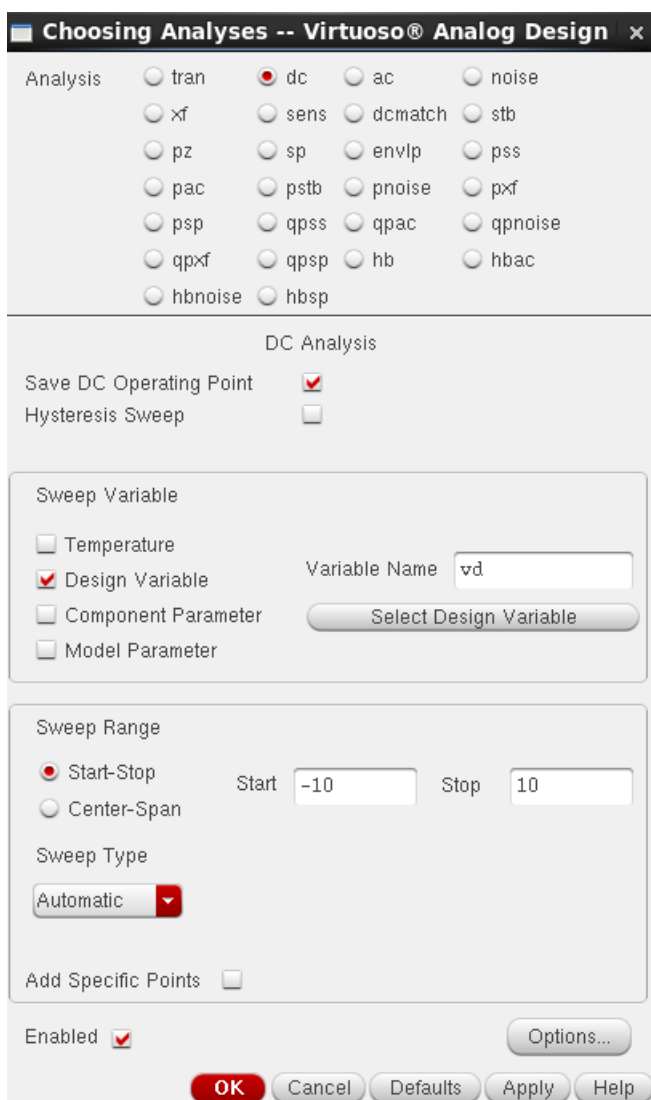 Choosing Analyses -- Virtuoso® Analog Design
Analysis tran dc ac noise
xf sens dcmatch stb
pz sp envlp pss
pac pstb pnoise pxf
psp qpss qpac qpnoise
qpxf qpsp hb hbac
hbnoise hbsp
DC Analysis
Save DC Operating Point
Hysteresis Sweep
Sweep Variable
Temperature
Design Variable
Variable Name vd
Component Parameter
Select Design Variable
Model Parameter
Sweep Range
Start-Stop
Start -10 Stop 10
Center-Span
Sweep Type
Automatic
Add Specific Points
Enabled Options...
OK Cancel Defaults Apply Help